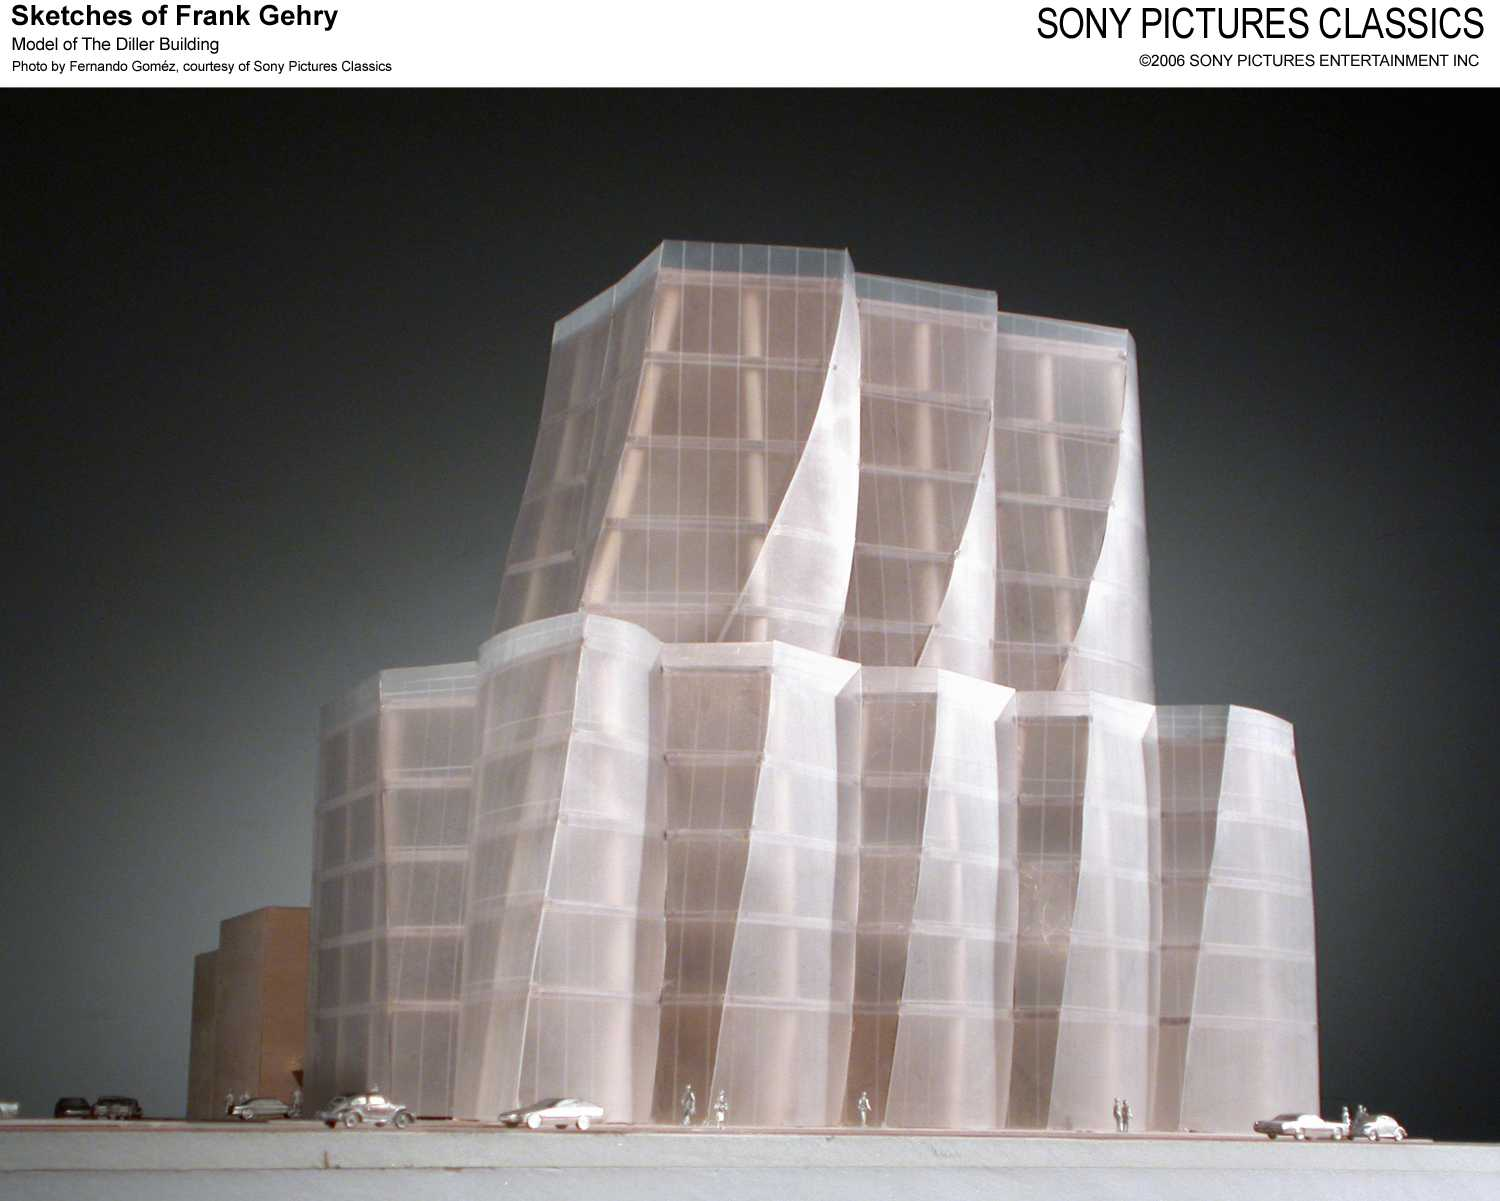 Sketches of Frank Gehry
Model of The Diller Building
Photo by Fernando Goméz, courtesy of Sony Pictures Classics
SONY PICTURES CLASSICS
©2006 SONY PICTURES ENTERTAINMENT INC